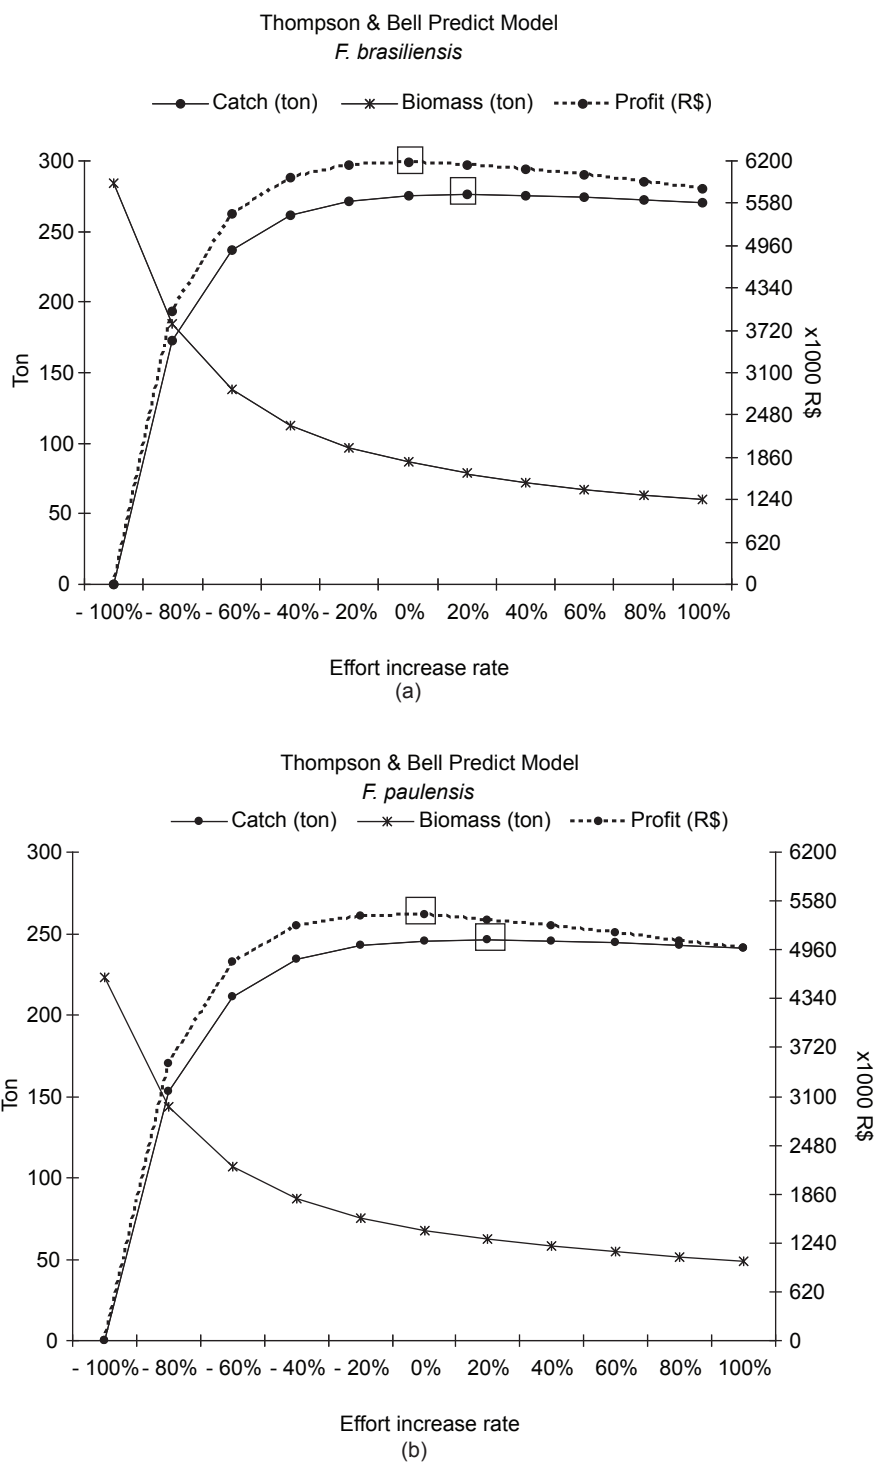 Thompson & Bell Predict Model
F. brasiliensis
Catch (ton) Biomass (ton) Profit (R$)
300 6200
5580
250
4960
4340
200
3720
150 3100
2480
100
1860
50 1240
620
0 0
Ton
x1000 R$
- 100% - 80% - 60% - 40% - 20% 0% 20% 40% 60% 80% 100%
Effort increase rate
(a)
Thompson & Bell Predict Model
F. paulensis
Catch (ton) Biomass (ton) Profit (R$)
300 6200
5580
250
4960
4340
200
3720
150 3100
2480
100
1860
50 1240
620
0 0
Ton
x1000 R$
- 100% - 80% - 60% - 40% - 20% 0% 20% 40% 60% 80% 100%
Effort increase rate
(b)